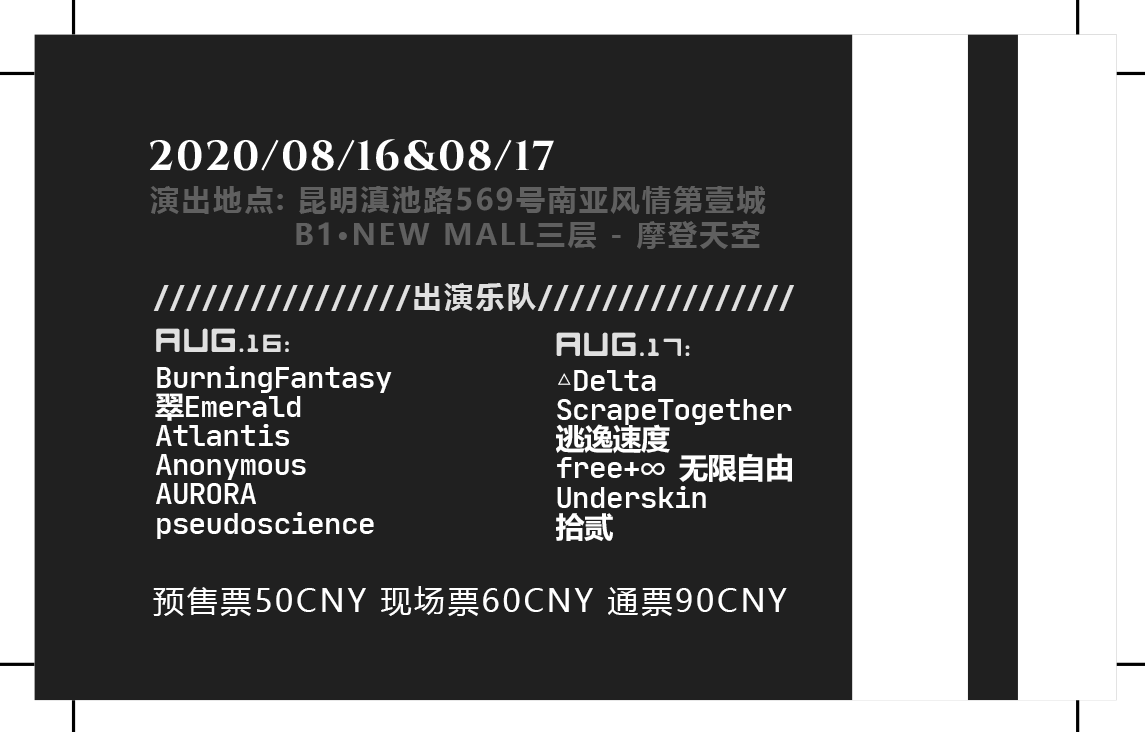 2020/08/16&08/17
演出地点: 昆明滇池路569号南亚风情第壹城
B1•NEW MALL三层 - 摩登天空
////////////////出演乐队////////////////
AUG.16:
BurningFantasy
翠Emerald
Atlantis
Anonymous
AURORA
pseudoscience
AUG.17:
△Delta
ScrapeTogether
逃逸速度
free+∞ 无限自由
Underskin
拾贰
预售票50CNY 现场票60CNY 通票90CNY